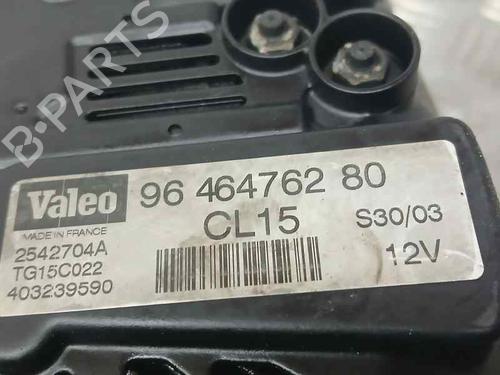 B-PARTS
Valeo
96 464762 80
MADE IN FRANCE
CL15
S30/03
2542704A
12V
TG15C022
403239590